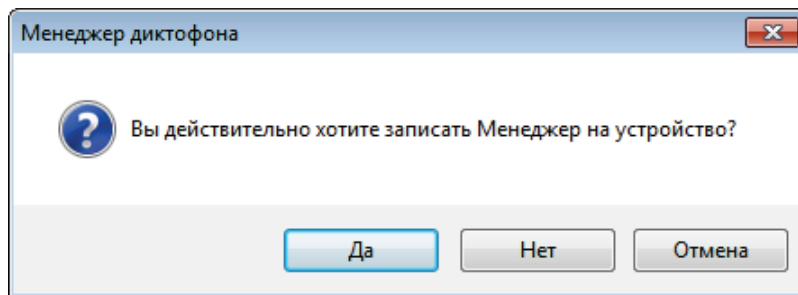 Менеджер диктофона
Вы действительно хотите записать Менеджер на устройство?
Да
Нет
Отмена